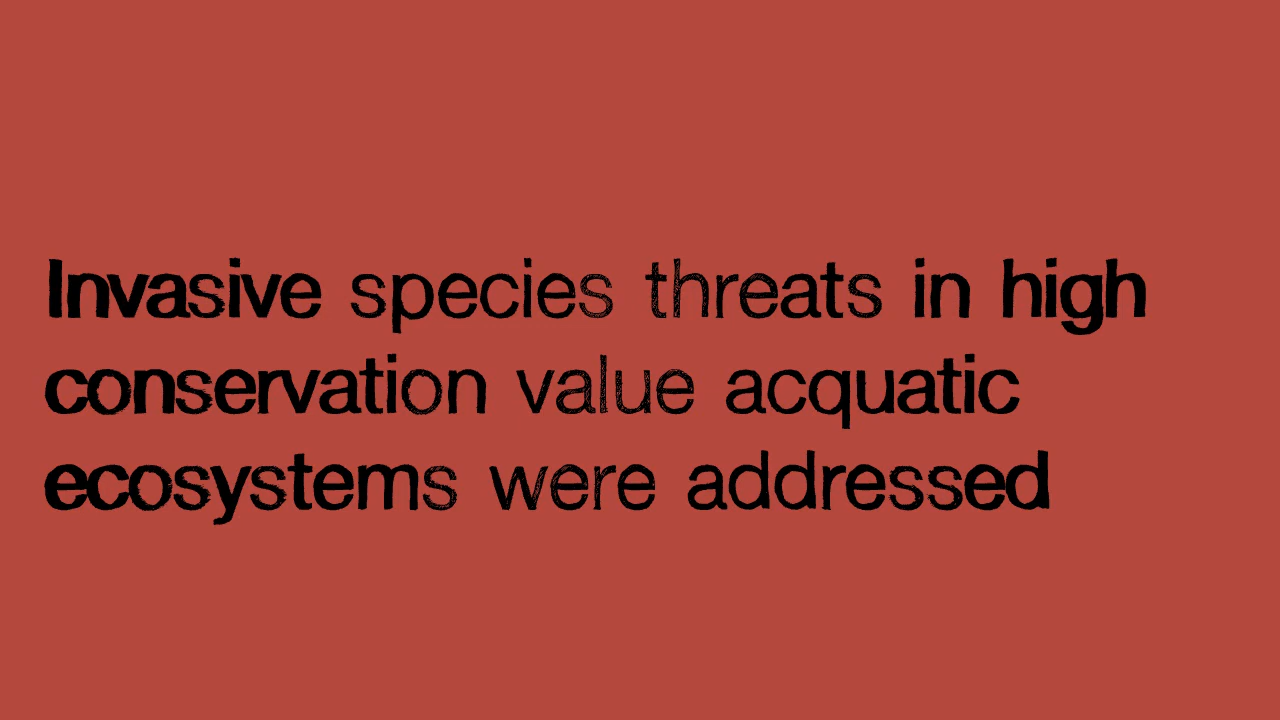 Invasive species threats in high
conservation value acquatic
ecosystems were addressed